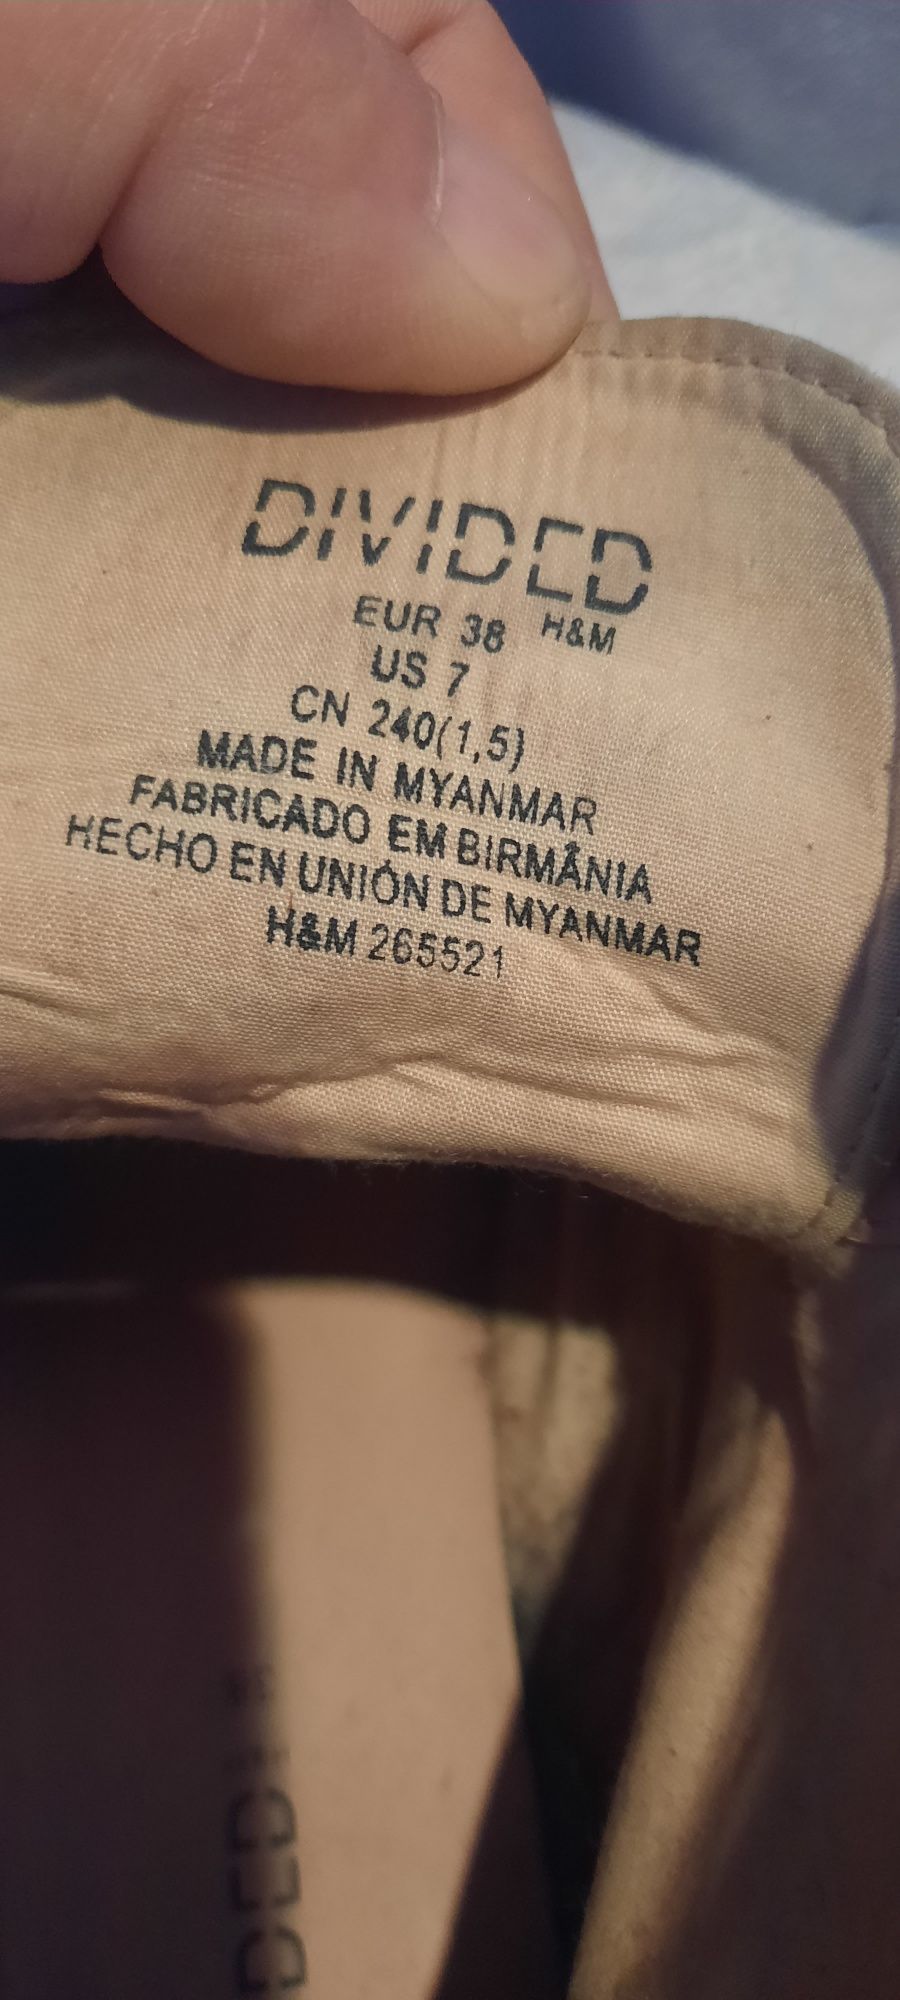 DIVIDED
H&M
EUR 38
US 7
CN 240(1,5)
MADE IN MYANMAR
FABRICADO EM BIRMÂNIA
HECHO EN UNIÓN DE MYANMAR
H&M 265521
DED